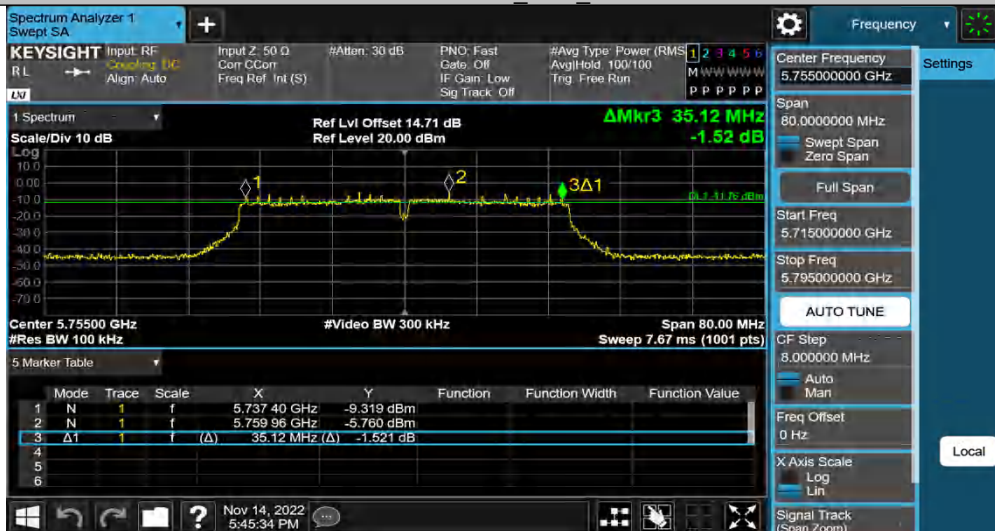 Spectrum Analyzer 1
Swept SA
+
Frequency
KEYSIGHT
RL
LXI
Input: RF
Coupling: DC
Align: Auto
Input Z: 50 Ω
Corr CCorr
Freq Ref: Int (S)
#Atten: 30 dB
PNO: Fast
Gate: Off
IF Gain: Low
Sig Track: Off
#Avg Type: Power (RMS
Avg|Hold: 100/100
Trig: Free Run
1 2 3 4 5 6
M W W W W W
P P P P P P
1 Spectrum
Scale/Div 10 dB
Ref Lvl Offset 14.71 dB
Ref Level 20.00 dBm
ΔMkr3 35.12 MHz
-1.52 dB
Log
10.0
0.00
-10.0
-20.0
-30.0
-40.0
-50.0
-60.0
-70.0
1
2
3Δ1
DL1 -11.76 dBm
Center 5.75500 GHz
#Res BW 100 kHz
#Video BW 300 kHz
Span 80.00 MHz
Sweep 7.67 ms (1001 pts)
5 Marker Table
Mode Trace Scale X Y Function Function Width Function Value
1 N 1 f 5.737 40 GHz -9.319 dBm
2 N 1 f 5.759 96 GHz -5.760 dBm
3 Δ1 1 f (Δ) 35.12 MHz (Δ) -1.521 dB
4
5
6
?
Nov 14, 2022
5:45:34 PM
Center Frequency
5.755000000 GHz
Span
80.0000000 MHz
Swept Span
Zero Span
Full Span
Start Freq
5.715000000 GHz
Stop Freq
5.795000000 GHz
AUTO TUNE
CF Step
8.000000 MHz
Auto
Man
Freq Offset
0 Hz
X Axis Scale
Log
Lin
Signal Track
(Span Zoom)
Settings
Local